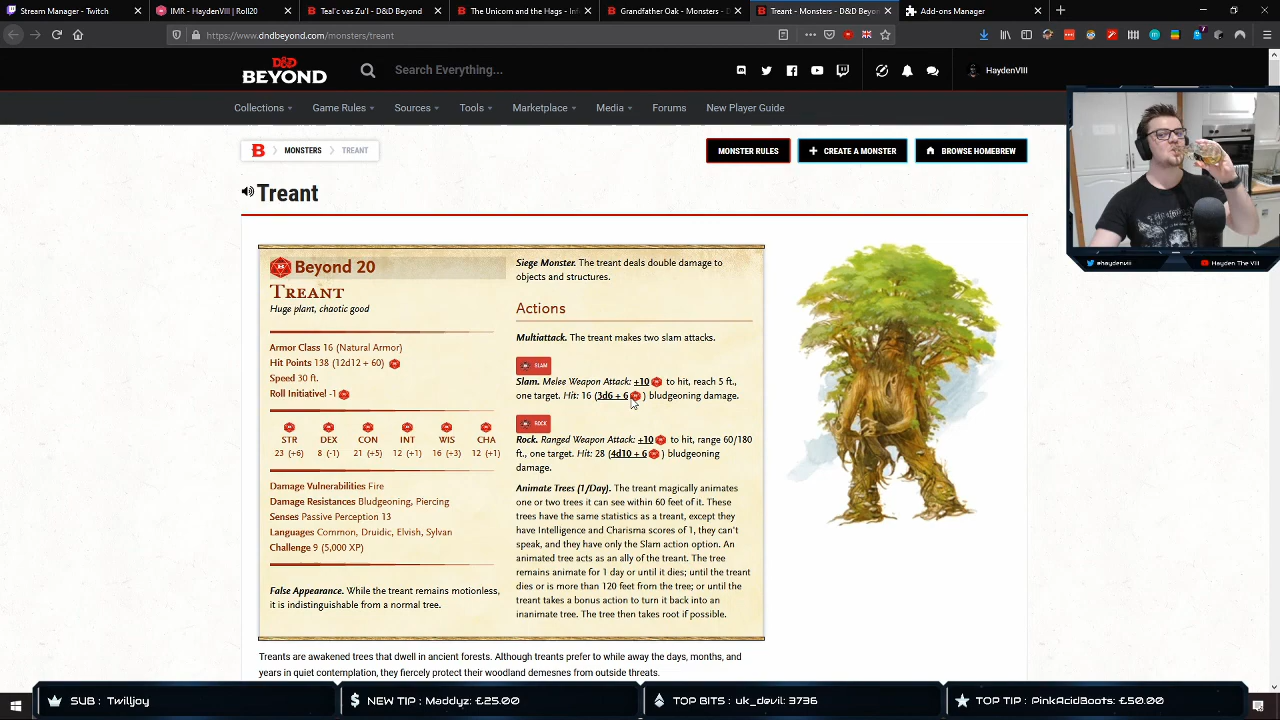 Stream Manager - Twitch
IMR - HaydenVIII | Roll20
Teal'c vas Zu'l - D&D Beyond
The Unicorn and the Hags - Inf
Grandfather Oak - Monsters - D
Treant - Monsters - D&D Beyond
Add-ons Manager
https://www.dndbeyond.com/monsters/treant
D&D
BEYOND
Search Everything...
HaydenVIII
Collections
Game Rules
Sources
Tools
Marketplace
Media
Forums
New Player Guide
MONSTERS
TREANT
MONSTER RULES
CREATE A MONSTER
BROWSE HOMEBREW
Treant
Beyond 20
TREANT
Huge plant, chaotic good
Armor Class 16 (Natural Armor)
Hit Points 138 (12d12 + 60)
Speed 30 ft.
Roll Initiative! -1
STR DEX CON INT WIS CHA
23 (+6) 8 (-1) 21 (+5) 12 (+1) 16 (+3) 12 (+1)
Damage Vulnerabilities Fire
Damage Resistances Bludgeoning, Piercing
Senses Passive Perception 13
Languages Common, Druidic, Elvish, Sylvan
Challenge 9 (5,000 XP)
False Appearance. While the treant remains motionless,
it is indistinguishable from a normal tree.
Siege Monster. The treant deals double damage to
objects and structures.
Actions
Multiattack. The treant makes two slam attacks.
SLAM
Slam. Melee Weapon Attack: +10 to hit, reach 5 ft.,
one target. Hit: 16 (3d6 + 6) bludgeoning damage.
ROCK
Rock. Ranged Weapon Attack: +10 to hit, range 60/180
ft., one target. Hit: 28 (4d10 + 6) bludgeoning
damage.
Animate Trees (1/Day). The treant magically animates
one or two trees it can see within 60 feet of it. These
trees have the same statistics as a treant, except they
have Intelligence and Charisma scores of 1, they can't
speak, and they have only the Slam action option. An
animated tree acts as an ally of the treant. The tree
remains animate for 1 day or until it dies; until the treant
dies or is more than 120 feet from the tree; or until the
treant takes a bonus action to turn it back into an
inanimate tree. The tree then takes root if possible.
Treants are awakened trees that dwell in ancient forests. Although treants prefer to while away the days, months, and
years in quiet contemplation, they fiercely protect their woodland demesnes from outside threats.
@haydenviii
Hayden The VIII
SUB : Twilljoy
NEW TIP : Maddyz: £25.00
TOP BITS : uk_devil: 3736
TOP TIP : PinkAcidBoots: £50.00